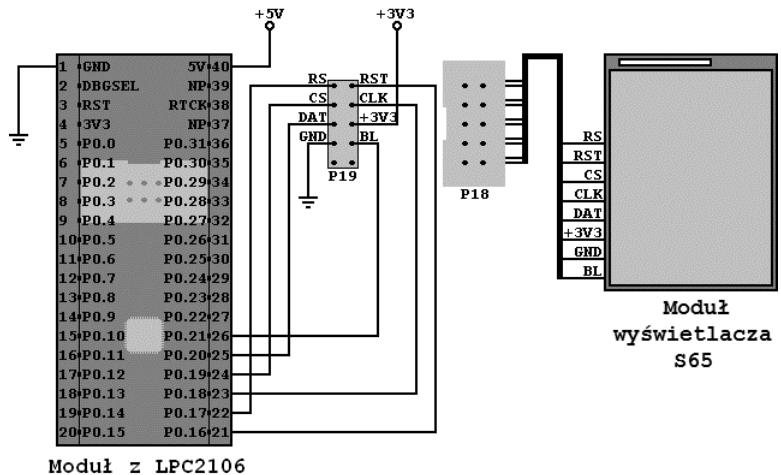 +5V
+3V3
1 GND 5V 40
2 DBGSEL NP 39
3 RST RTCK 38
4 3V3 NP 37
5 P0.0 P0.31 36
6 P0.1 P0.30 35
7 P0.2 P0.29 34
8 P0.3 P0.28 33
9 P0.4 P0.27 32
10 P0.5 P0.26 31
11 P0.6 P0.25 30
12 P0.7 P0.24 29
13 P0.8 P0.23 28
14 P0.9 P0.22 27
15 P0.10 P0.21 26
16 P0.11 P0.20 25
17 P0.12 P0.19 24
18 P0.13 P0.18 23
19 P0.14 P0.17 22
20 P0.15 P0.16 21
Moduł z LPC2106
RS RST
CS CLK
DAT +3V3
GND BL
P19
P18
RS
RST
CS
CLK
DAT
+3V3
GND
BL
Moduł
wyświetlacza
S65